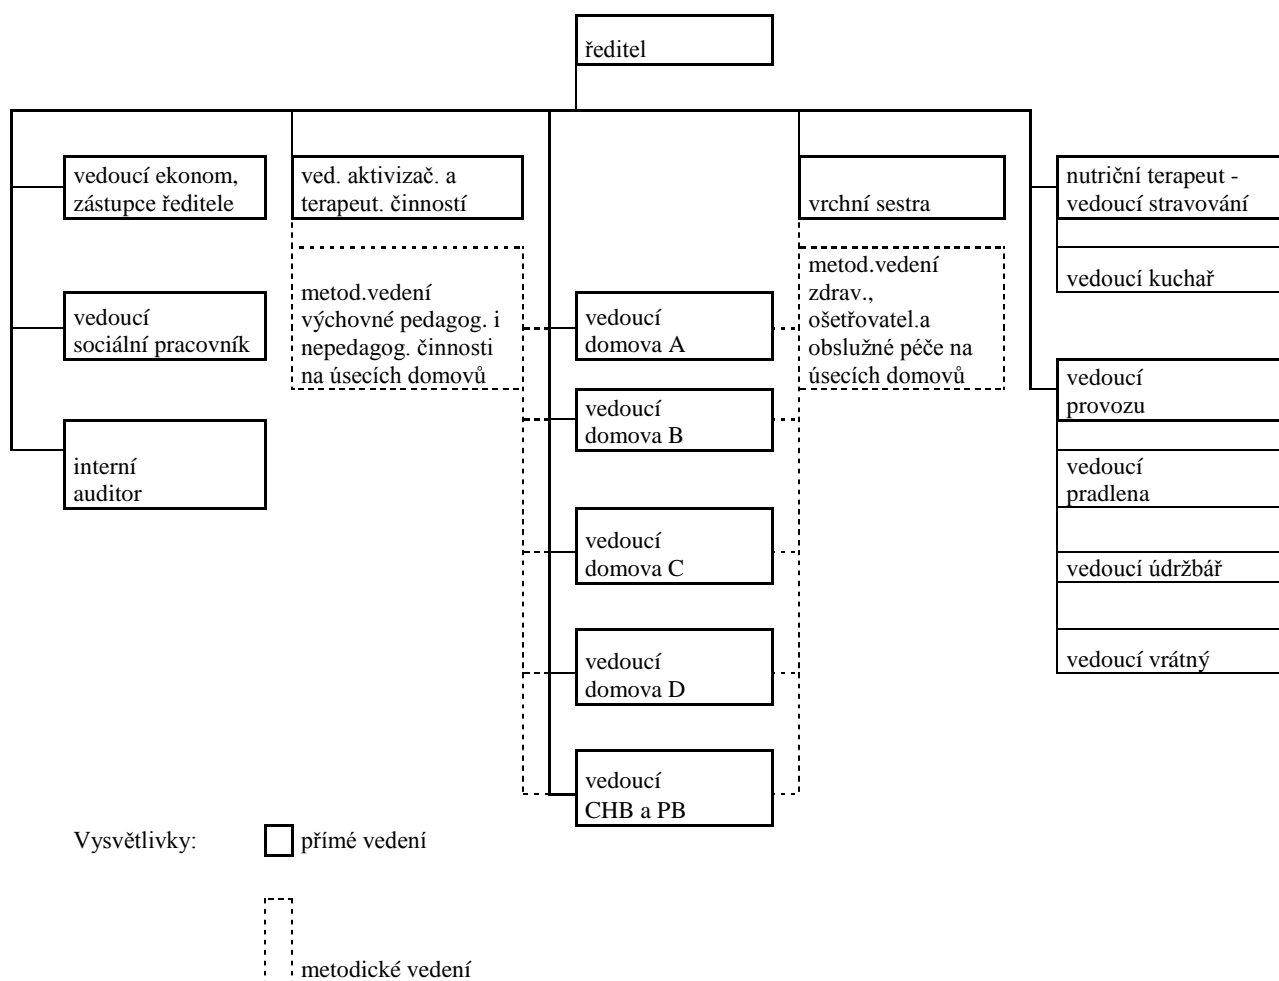 ředitel
vedoucí ekonom,
zástupce ředitele
ved. aktivizač. a
terapeut. činností
vrchní sestra
nutriční terapeut -
vedoucí stravování
metod.vedení
výchovné pedagog. i
nepedagog. činnosti
na úsecích domovů
metod.vedení
zdrav.,
ošetřovatel.a
obslužné péče na
úsecích domovů
vedoucí kuchař
vedoucí
sociální pracovník
vedoucí
domova A
vedoucí
provozu
vedoucí
domova B
interní
auditor
vedoucí
pradlena
vedoucí
domova C
vedoucí údržbář
vedoucí
domova D
vedoucí vrátný
vedoucí
CHB a PB
Vysvětlivky:
přímé vedení
metodické vedení